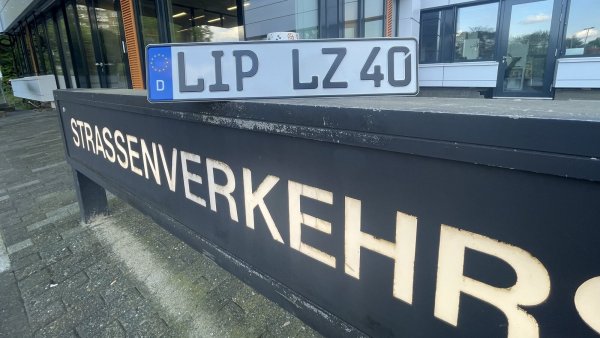 D
LIP LZ 40
STRASSENVERKEHRS